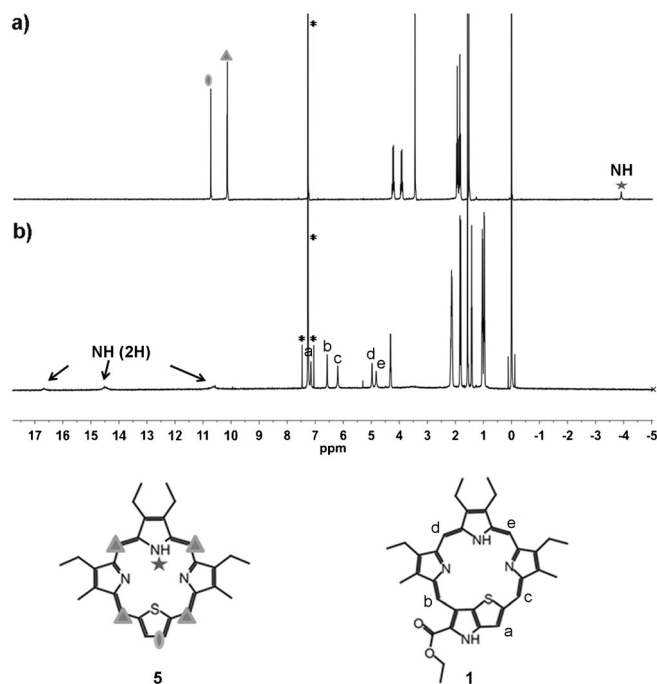 a)
*
NH
b)
*
NH (2H)
* a *
b
c
d
e
17 16 15 14 13 12 11 10 9 8 7 6 5 4 3 2 1 0 -1 -2 -3 -4 -5
ppm
NH
N N
S
5
d e
NH
N N
b S c
O
O NH a
1